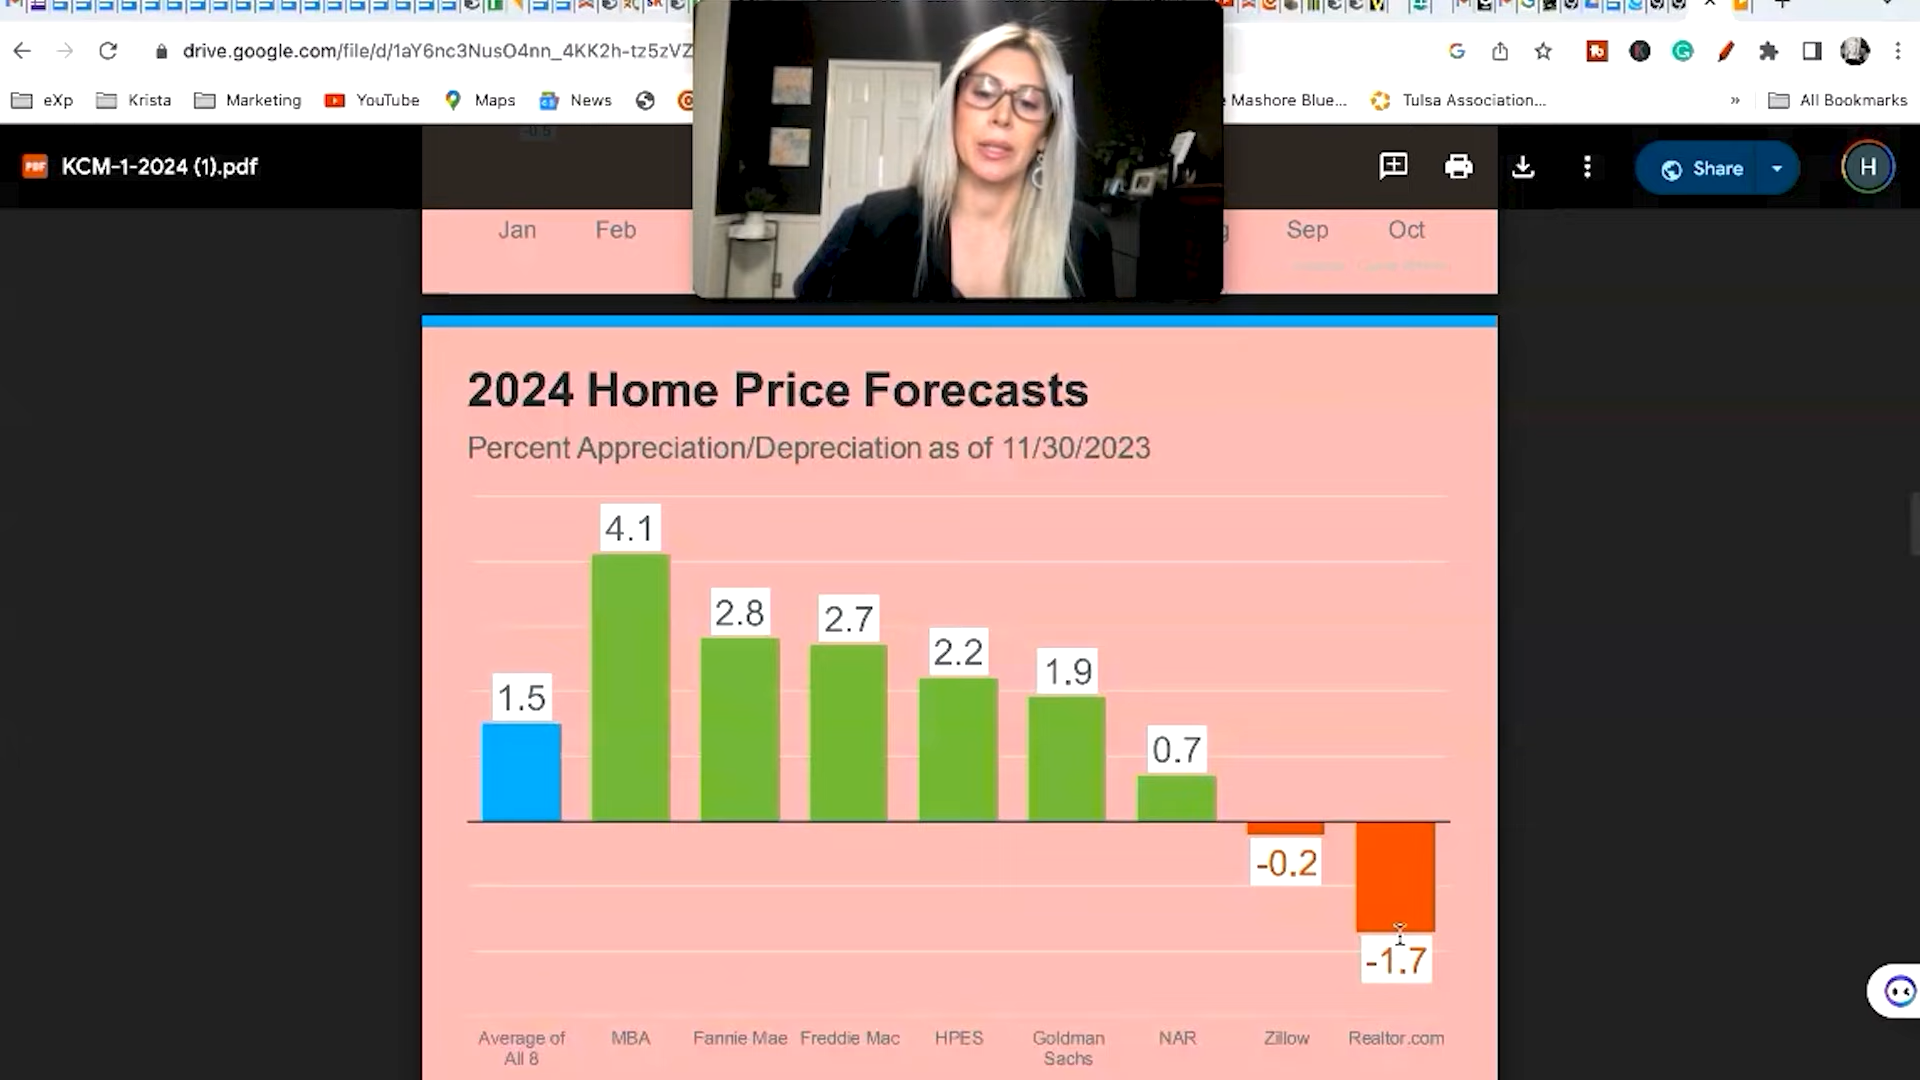 drive.google.com/file/d/1aY6nc3NusO4nn_4KK2h-tz5zVZ
eXp Krista Marketing YouTube Maps News Mashore Blue... Tulsa Association... » All Bookmarks
PDF KCM-1-2024 (1).pdf
Share
H
-0.5
Jan Feb Sep Oct
2024 Home Price Forecasts
Percent Appreciation/Depreciation as of 11/30/2023
4.1
2.8
2.7
2.2
1.9
1.5
0.7
-0.2
-1.7
Average of All 8
MBA
Fannie Mae
Freddie Mac
HPES
Goldman Sachs
NAR
Zillow
Realtor.com